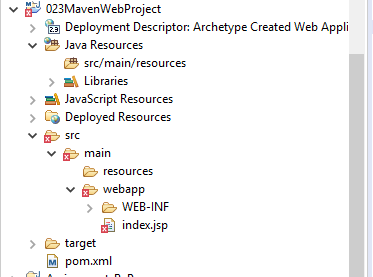 023MavenWebProject
Deployment Descriptor: Archetype Created Web Appli
Java Resources
src/main/resources
Libraries
JavaScript Resources
Deployed Resources
src
main
resources
webapp
WEB-INF
index.jsp
target
pom.xml